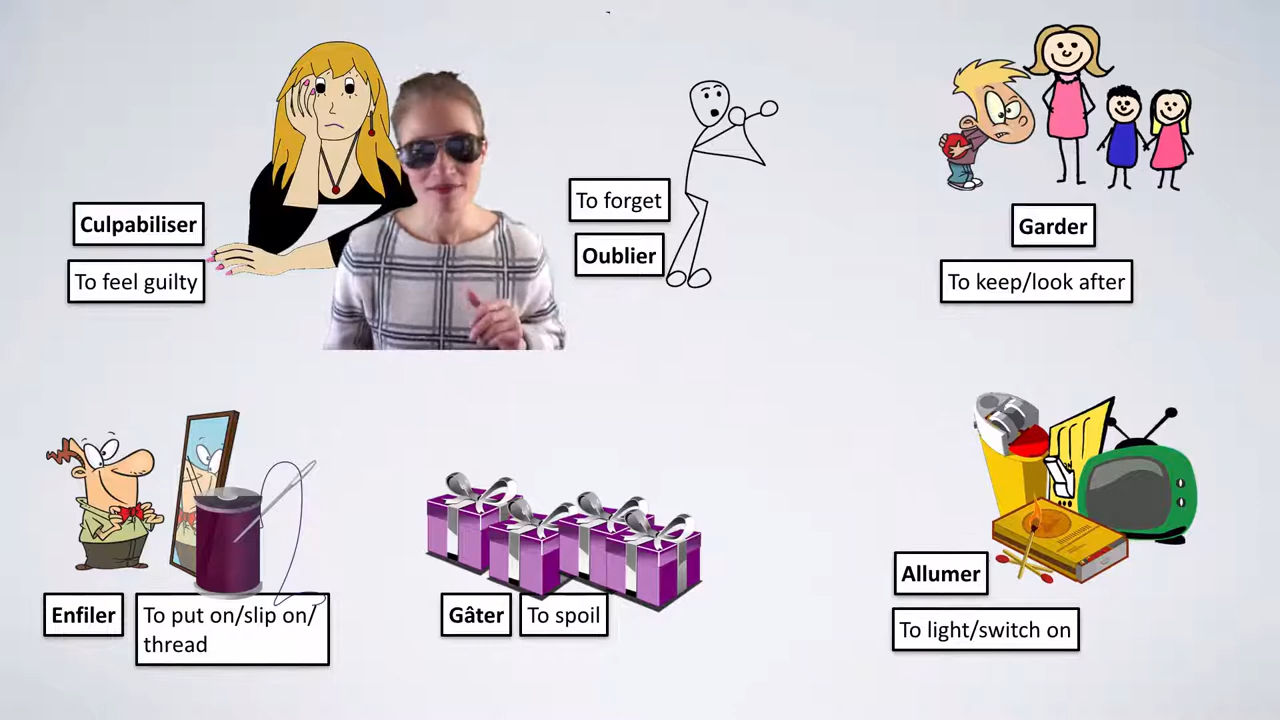 Culpabiliser
To feel guilty
To forget
Oublier
Garder
To keep/look after
Enfiler
To put on/slip on/
thread
Gâter
To spoil
Allumer
To light/switch on